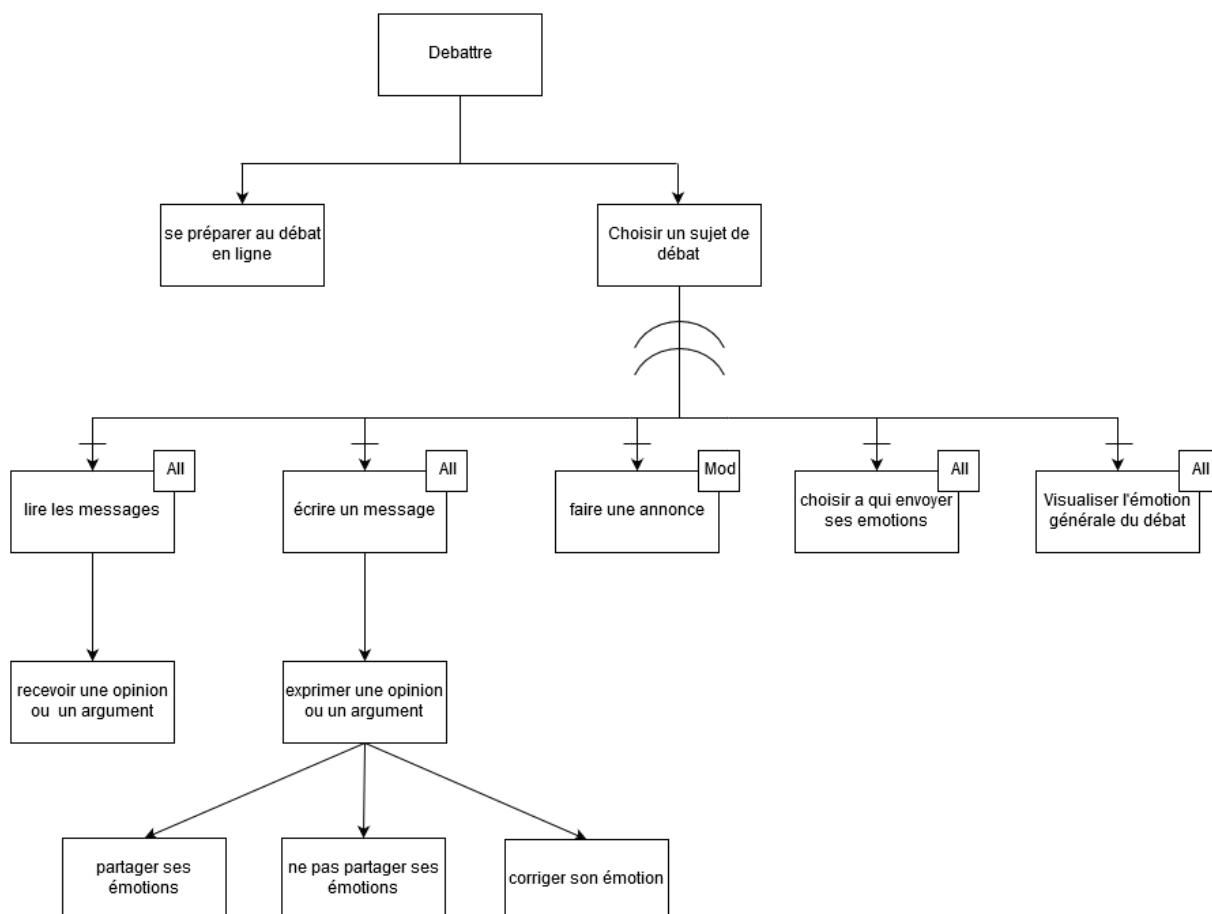 Debattre
se préparer au débat
en ligne
Choisir un sujet de
débat
All
lire les messages
All
écrire un message
Mod
faire une annonce
All
choisir a qui envoyer
ses emotions
All
Visualiser l'émotion
générale du débat
recevoir une opinion
ou un argument
exprimer une opinion
ou un argument
partager ses
émotions
ne pas partager ses
émotions
corriger son émotion